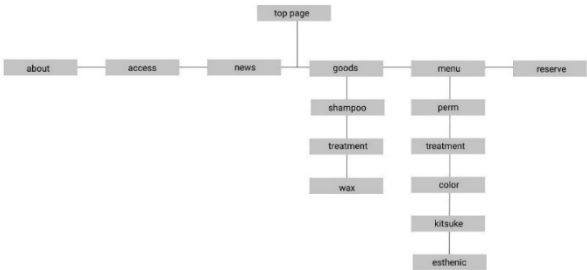 top page
about
access
news
goods
menu
reserve
shampoo
perm
treatment
treatment
wax
color
kitsuke
esthenic